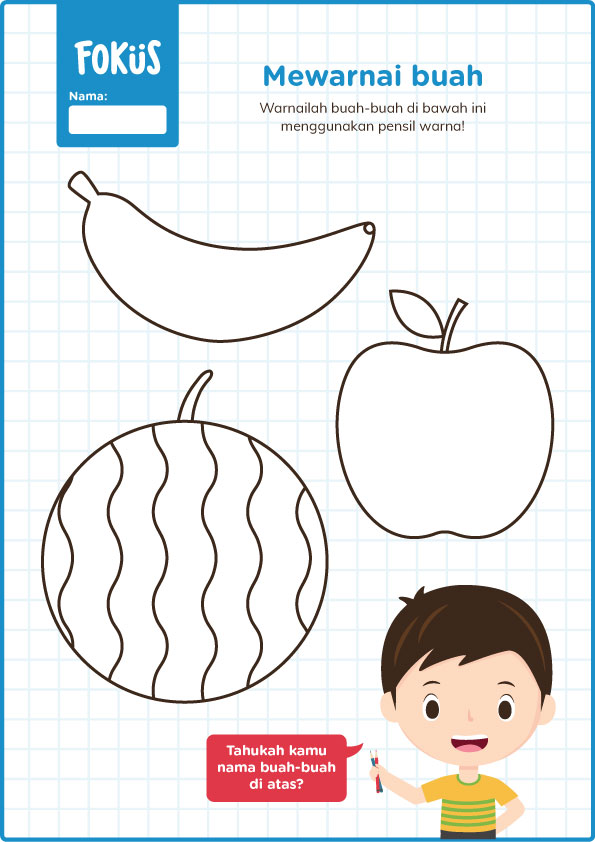 FOKUS
Nama:
Mewarnai buah
Warnailah buah-buah di bawah ini
menggunakan pensil warna!
Tahukah kamu
nama buah-buah
di atas?